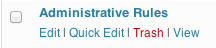 Administrative Rules
Edit | Quick Edit | Trash | View